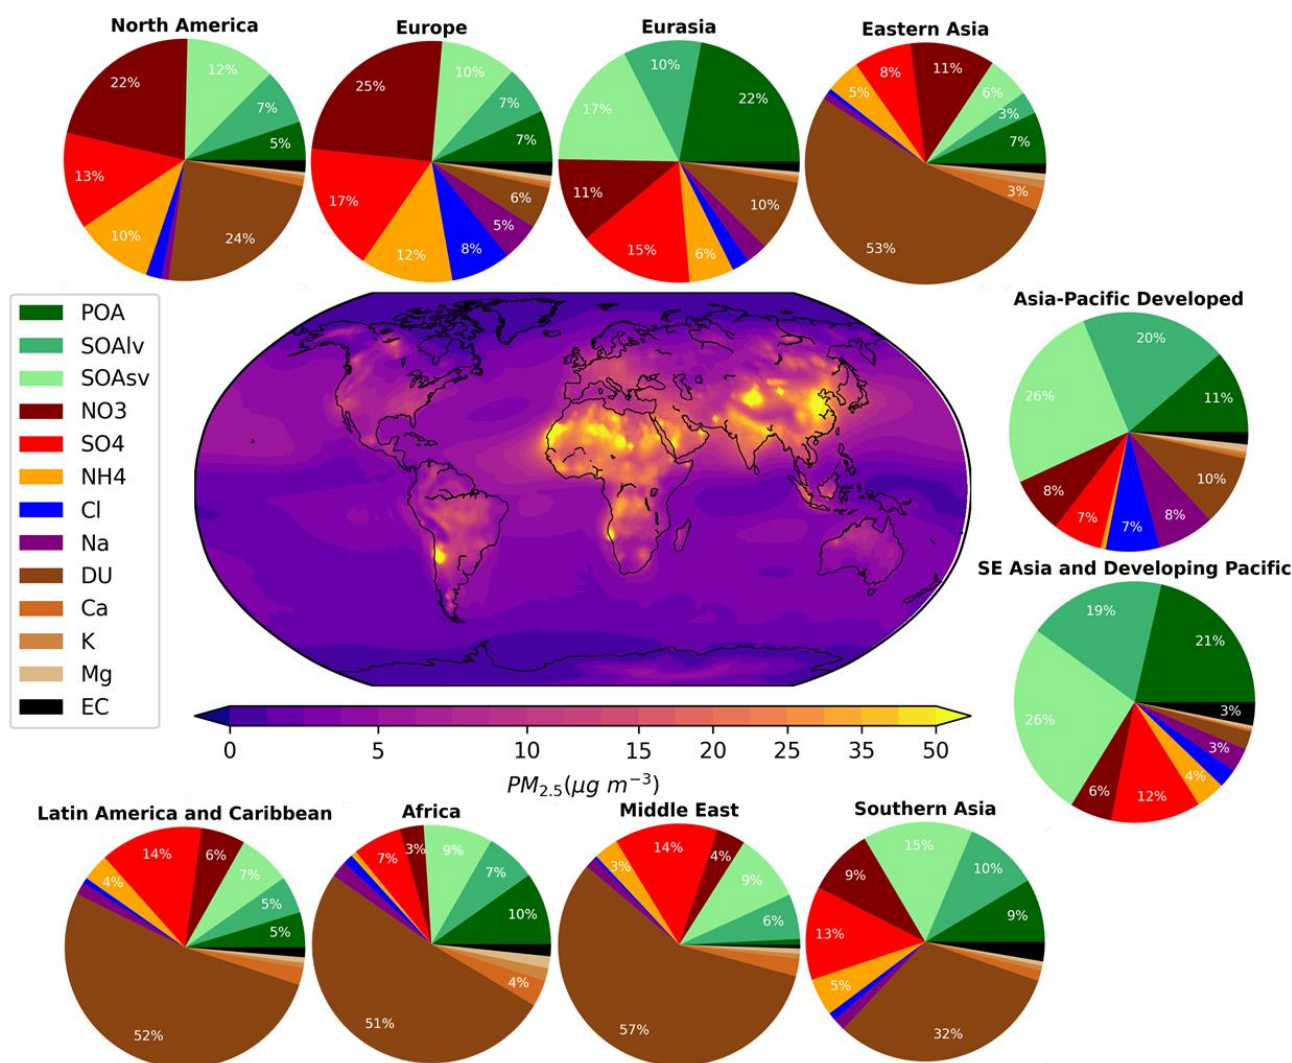 North America
22%
12%
7%
5%
13%
10%
24%
Europe
25%
10%
7%
7%
17%
12%
8%
5%
6%
Eurasia
10%
22%
17%
11%
15%
6%
10%
Eastern Asia
8%
11%
5%
6%
3%
7%
3%
53%
POA
SOAlv
SOAsv
NO3
SO4
NH4
Cl
Na
DU
Ca
K
Mg
EC
0 5 10 15 20 25 35 50
PM2.5(μg m−3)
Asia-Pacific Developed
20%
26%
11%
8%
7%
7%
8%
10%
SE Asia and Developing Pacific
19%
21%
26%
3%
3%
4%
6%
12%
Latin America and Caribbean
14%
6%
4%
7%
5%
5%
52%
Africa
7%
3%
9%
7%
10%
4%
51%
Middle East
14%
4%
3%
9%
6%
57%
Southern Asia
15%
10%
9%
9%
13%
5%
32%